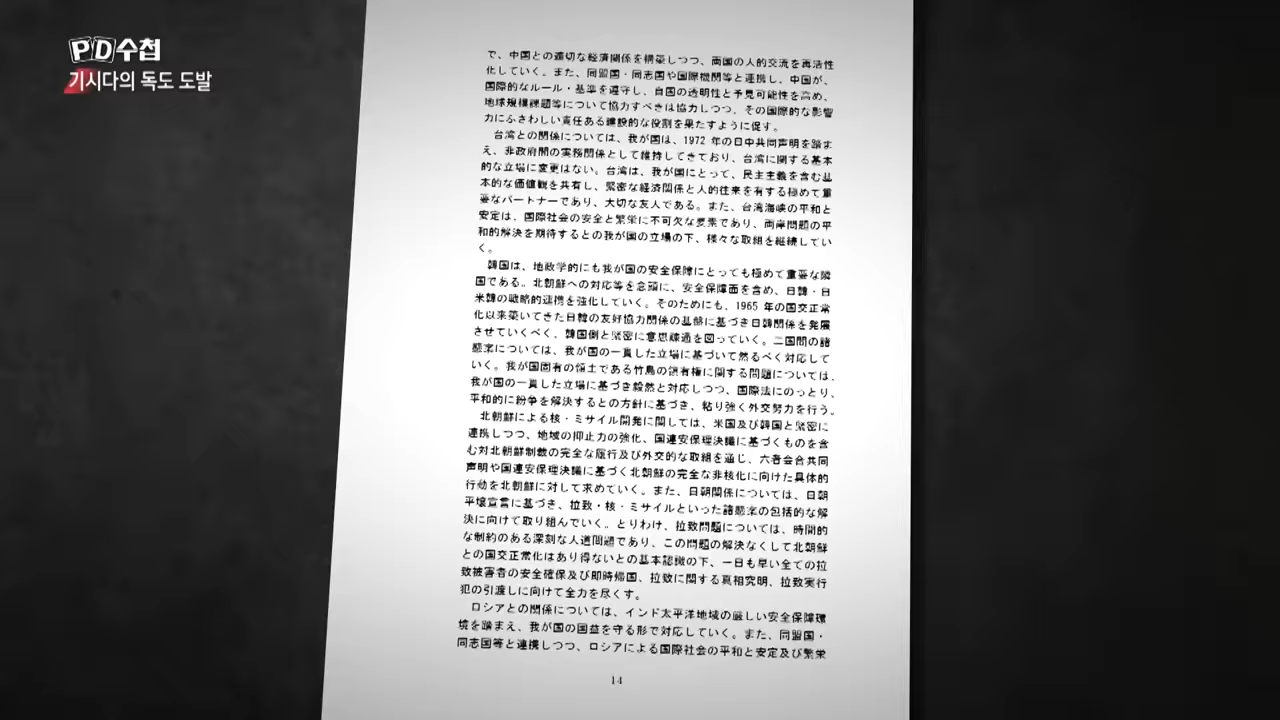 PD수첩
기시다의 독도 도발
で、中国との適切な経済関係を構築しつつ、両国の人的交流を再活性
化していく。また、同盟国・同志国や国際機関等と連携し、中国が、
国際的なルール・基準を遵守し、自国の透明性と予見可能性を高め、
地球規模課題等について協力すべきは協力しつつ、その国際的な影響
力にふさわしい責任ある建設的な役割を果たすように促す。
台湾との関係については、我が国は、1972 年の日中共同声明を踏ま
え、非政府間の実務関係として維持してきており、台湾に関する基本
的な立場に変更はない。台湾は、我が国にとって、民主主義を含む基
本的な価値観を共有し、緊密な経済関係と人的往来を有する極めて重
要なパートナーであり、大切な友人である。また、台湾海峡の平和と
安定は、国際社会の安全と繁栄に不可欠な要素であり、両岸問題の平
和的解決を期待するとの我が国の立場の下、様々な取組を継続してい
く。
韓国は、地政学的にも我が国の安全保障にとっても極めて重要な隣
国である。北朝鮮への対応等を念頭に、安全保障面を含め、日韓・日
米韓の戦略的連携を強化していく。そのためにも、1965 年の国交正常
化以来築いてきた日韓の友好協力関係の基盤に基づき日韓関係を発展
させていくべく、韓国側と緊密に意思疎通を図っていく。二国間の諸
懸案については、我が国の一貫した立場に基づいて然るべく対応して
いく。我が国固有の領土である竹島の領有権に関する問題については、
我が国の一貫した立場に基づき毅然と対応しつつ、国際法にのっとり、
平和的に紛争を解決するとの方針に基づき、粘り強く外交努力を行う。
北朝鮮による核・ミサイル開発に関しては、米国及び韓国と緊密に
連携しつつ、地域の抑止力の強化、国連安保理決議に基づくものを含
む対北朝鮮制裁の完全な履行及び外交的な取組を通じ、六者会合共同
声明や国連安保理決議に基づく北朝鮮の完全な非核化に向けた具体的
行動を北朝鮮に対して求めていく。また、日朝関係については、日朝
平壌宣言に基づき、拉致・核・ミサイルといった諸懸案の包括的な解
決に向けて取り組んでいく。とりわけ、拉致問題については、時間的
な制約のある深刻な人道問題であり、この問題の解決なくして北朝鮮
との国交正常化はあり得ないとの基本認識の下、一日も早い全ての拉
致被害者の安全確保及び即時帰国、拉致に関する真相究明、拉致実行
犯の引渡しに向けて全力を尽くす。
ロシアとの関係については、インド太平洋地域の厳しい安全保障環
境を踏まえ、我が国の国益を守る形で対応していく。また、同盟国・
同志国等と連携しつつ、ロシアによる国際社会の平和と安定及び繁栄
14